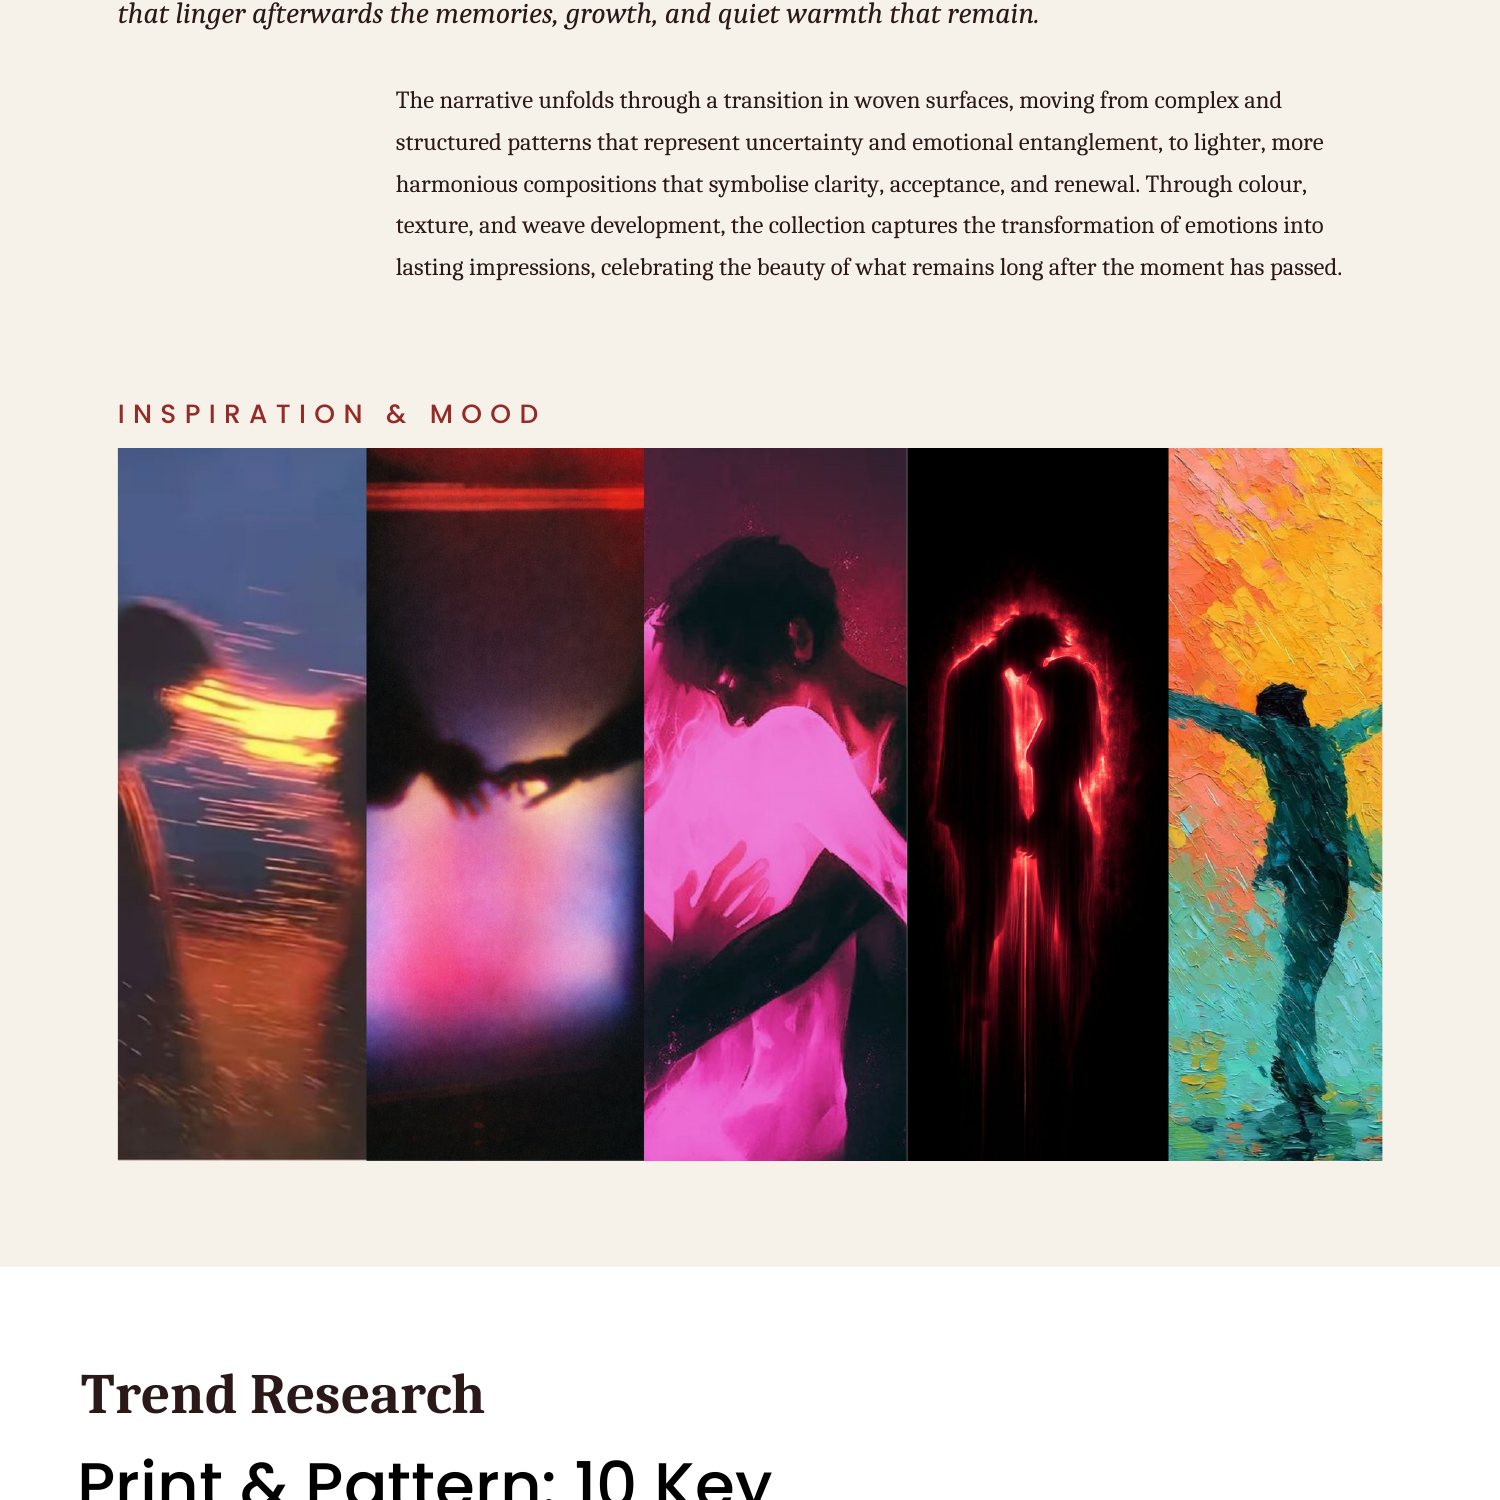 that linger afterwards the memories, growth, and quiet warmth that remain.
The narrative unfolds through a transition in woven surfaces, moving from complex and
structured patterns that represent uncertainty and emotional entanglement, to lighter, more
harmonious compositions that symbolise clarity, acceptance, and renewal. Through colour,
texture, and weave development, the collection captures the transformation of emotions into
lasting impressions, celebrating the beauty of what remains long after the moment has passed.
INSPIRATION & MOOD
Trend Research
Print & Pattern: 10 Key